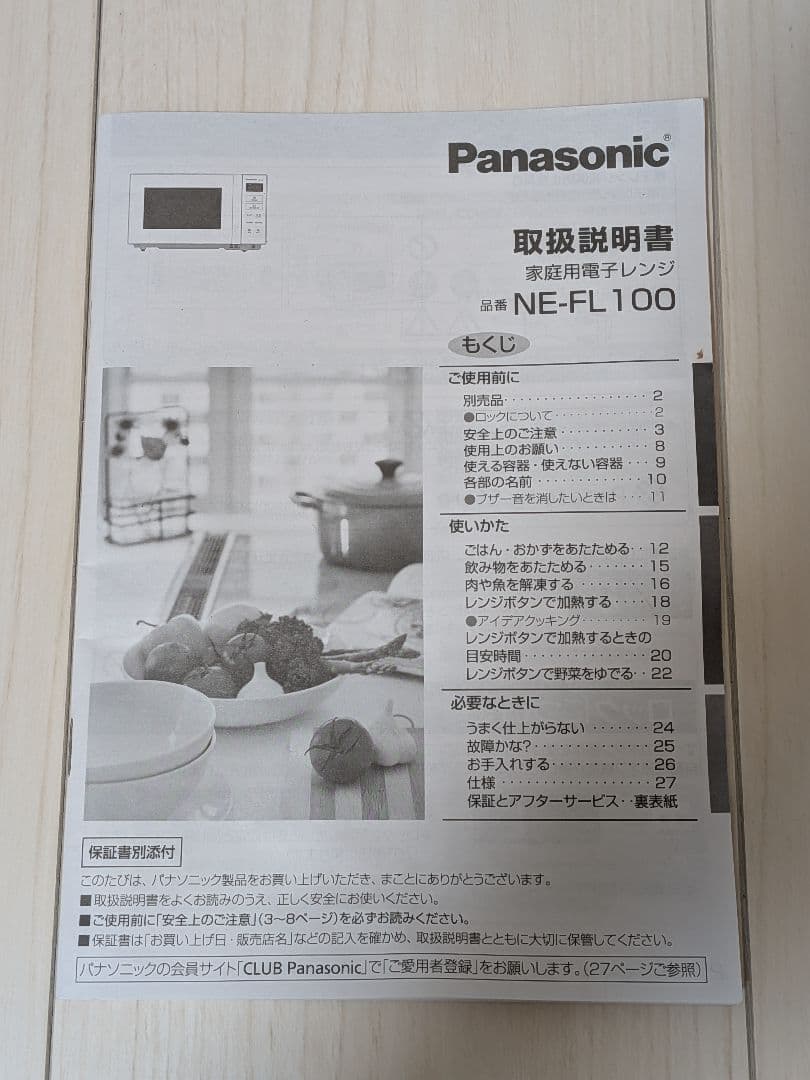 Panasonic®
取扱説明書
家庭用電子レンジ
品番 NE-FL100
もくじ
ご使用前に
別売品・・・・・・・・・・・・・・・・・・ 2
●ロックについて・・・・・・・・・・・・ 2
安全上のご注意・・・・・・・・・・・・ 3
使用上のお願い・・・・・・・・・・・・ 8
使える容器・使えない容器・・・ 9
各部の名前・・・・・・・・・・・・・ 10
●ブザー音を消したいときは・・・ 11
使いかた
ごはん・おかずをあたためる・・ 12
飲み物をあたためる・・・・・・・ 15
肉や魚を解凍する・・・・・・・・ 16
レンジボタンで加熱する・・・・ 18
●アイデアクッキング・・・・・・・・・ 19
レンジボタンで加熱するときの
目安時間・・・・・・・・・・・・・・ 20
レンジボタンで野菜をゆでる・・ 22
必要なときに
うまく仕上がらない・・・・・・・ 24
故障かな?・・・・・・・・・・・・・ 25
お手入れする・・・・・・・・・・・ 26
仕様・・・・・・・・・・・・・・・・・ 27
保証とアフターサービス・・裏表紙
保証書別添付
このたびは、パナソニック製品をお買い上げいただき、まことにありがとうございます。
■取扱説明書をよくお読みのうえ、正しく安全にお使いください。
■ご使用前に「安全上のご注意」(3～8ページ)を必ずお読みください。
■保証書は「お買い上げ日・販売店名」などの記入を確かめ、取扱説明書とともに大切に保管してください。
パナソニックの会員サイト「CLUB Panasonic」で「ご愛用者登録」をお願いします。(27ページご参照)